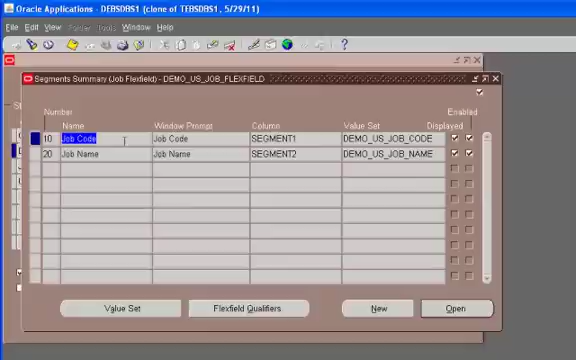 Oracle Applications - DEBSDBS1 (clone of TEBSDBS1, 5/29/11)
File Edit View Folder Tools Window Help
Segments Summary (Job Flexfield) - DEMO_US_JOB_FLEXFIELD
Number Enabled
Name Window Prompt Column Value Set Displayed
10 Job Code Job Code SEGMENT1 DEMO_US_JOB_CODE
20 Job Name Job Name SEGMENT2 DEMO_US_JOB_NAME
Value Set Flexfield Qualifiers New Open